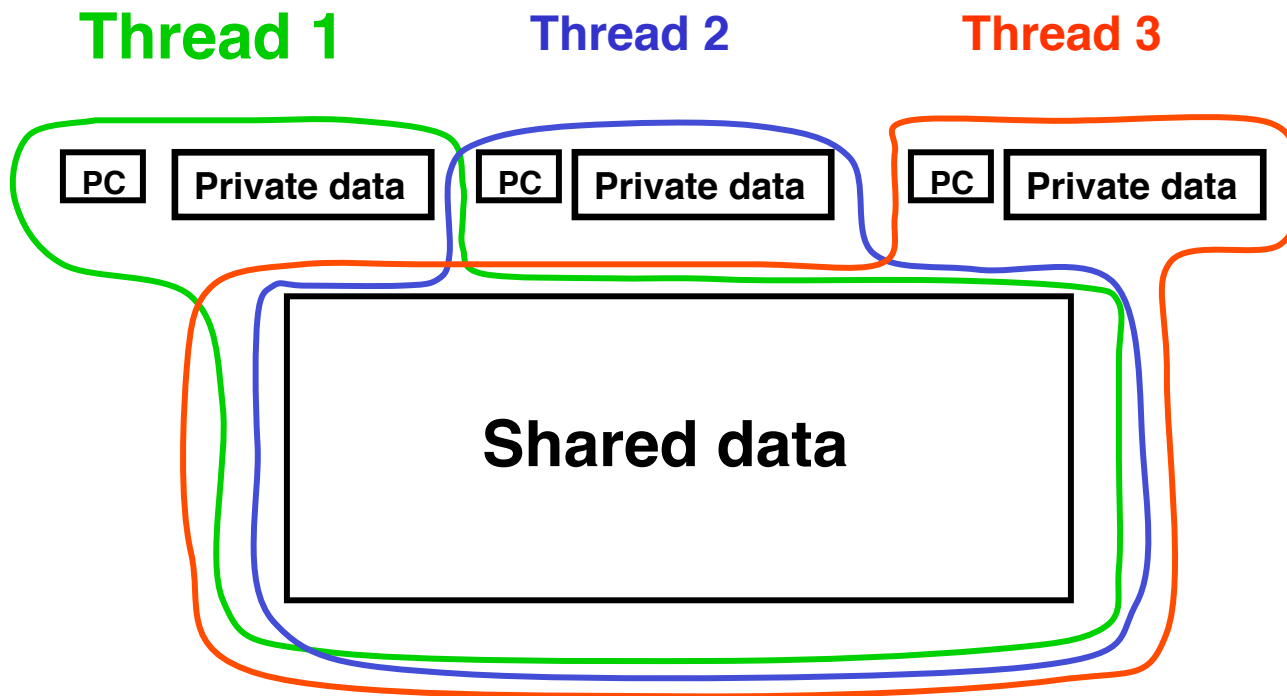 Thread 1 Thread 2 Thread 3
PC Private data PC Private data PC Private data
Shared data